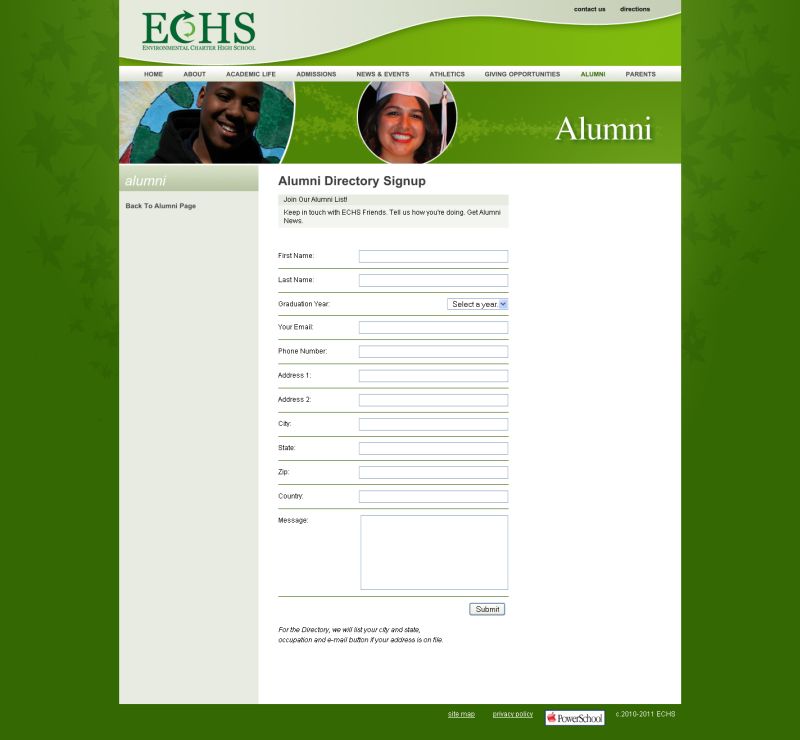 contact us directions
ECHS
ENVIRONMENTAL CHARTER HIGH SCHOOL
HOME ABOUT ACADEMIC LIFE ADMISSIONS NEWS & EVENTS ATHLETICS GIVING OPPORTUNITIES ALUMNI PARENTS
Alumni
alumni
Back To Alumni Page
Alumni Directory Signup
Join Our Alumni List!
Keep in touch with ECHS Friends. Tell us how you're doing. Get Alumni
News.
First Name:
Last Name:
Graduation Year: Select a year.
Your Email:
Phone Number:
Address 1:
Address 2:
City:
State:
Zip:
Country:
Message:
Submit
For the Directory, we will list your city and state,
occupation and e-mail button if your address is on file.
site map privacy policy PowerSchool c.2010-2011 ECHS